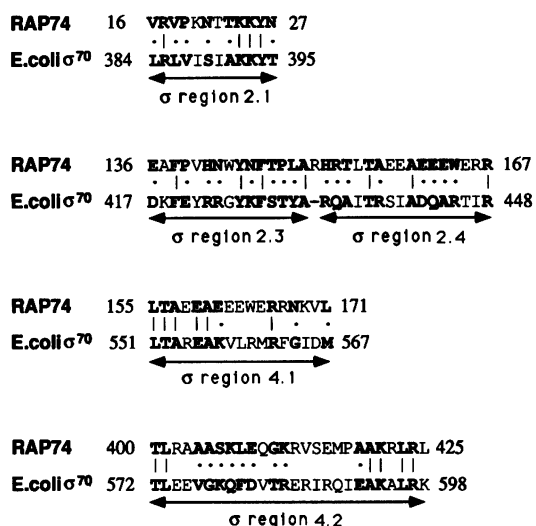 RAP74 16 VRVPKNTTKKYN 27
E.coli σ70 384 LRLVISIAKKYT 395
σ region 2.1
RAP74 136 EAFPVHNWYNFTPLARHRTLTAEEAEEEWERR 167
E.coli σ70 417 DKFEYRRGYKFSTYA-RQAITRSIADQARTIR 448
σ region 2.3 σ region 2.4
RAP74 155 LTAEEAEEEWERRNKVL 171
E.coli σ70 551 LTAREAKVLRMRFGIDM 567
σ region 4.1
RAP74 400 TLRAAAASKLEQGKRVSEMPAAKRLRL 425
E.coli σ70 572 TLEEVGKQFDVTRERIRQIEAKALRK 598
σ region 4.2